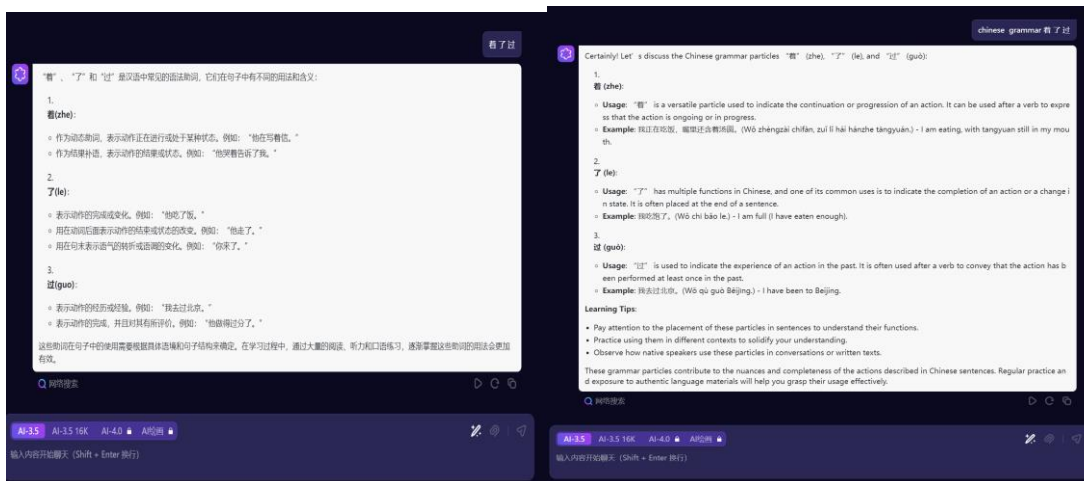 着了过
"着"、"了"和"过"是汉语中常见的语法助词，它们在句子中有不同的用法和含义：
1.
着(zhe):
作为动态助词，表示动作正在进行或处于某种状态。例如："他在写着信。"
作为结果补语，表示动作的结果或状态。例如："他哭着告诉了我。"
2.
了(le):
表示动作的完成或变化。例如："他吃了饭。"
用在动词后面表示动作的结果或状态的改变。例如："他走了。"
用在句末表示语气的转折或语调的变化。例如："你来了。"
3.
过(guo):
表示动作的经历或经验。例如："我去过北京。"
表示动作的完成，并且对其有所评价。例如："他做得过分了。"
这些助词在句子中的使用需要根据具体语境和句子结构来确定。在学习过程中，通过大量的阅读、听力和口语练习，逐渐掌握这些助词的用法会更加
有效。
网络搜索
AI-3.5 AI-3.5 16K AI-4.0 AI绘画
输入内容开始聊天（Shift + Enter 换行）
chinese grammar 着 了 过
Certainly! Let's discuss the Chinese grammar particles "着" (zhe), "了" (le), and "过" (guò):
1.
着 (zhe):
Usage: "着" is a versatile particle used to indicate the continuation or progression of an action. It can be used after a verb to expre
ss that the action is ongoing or in progress.
Example: 我正在吃饭，嘴里还含着汤圆。(Wǒ zhèngzài chīfàn, zuǐ lǐ hái hánzhe tāngyuán.) - I am eating, with tangyuan still in my mou
th.
2.
了 (le):
Usage: "了" has multiple functions in Chinese, and one of its common uses is to indicate the completion of an action or a change i
n state. It is often placed at the end of a sentence.
Example: 我吃饱了。(Wǒ chī bǎo le.) - I am full (I have eaten enough).
3.
过 (guò):
Usage: "过" is used to indicate the experience of an action in the past. It is often used after a verb to convey that the action has b
een performed at least once in the past.
Example: 我去过北京。(Wǒ qù guò Běijīng.) - I have been to Beijing.
Learning Tips:
Pay attention to the placement of these particles in sentences to understand their functions.
Practice using them in different contexts to solidify your understanding.
Observe how native speakers use these particles in conversations or written texts.
These grammar particles contribute to the nuances and completeness of the actions described in Chinese sentences. Regular practice an
d exposure to authentic language materials will help you grasp their usage effectively.
网络搜索
AI-3.5 AI-3.5 16K AI-4.0 AI绘画
输入内容开始聊天（Shift + Enter 换行）